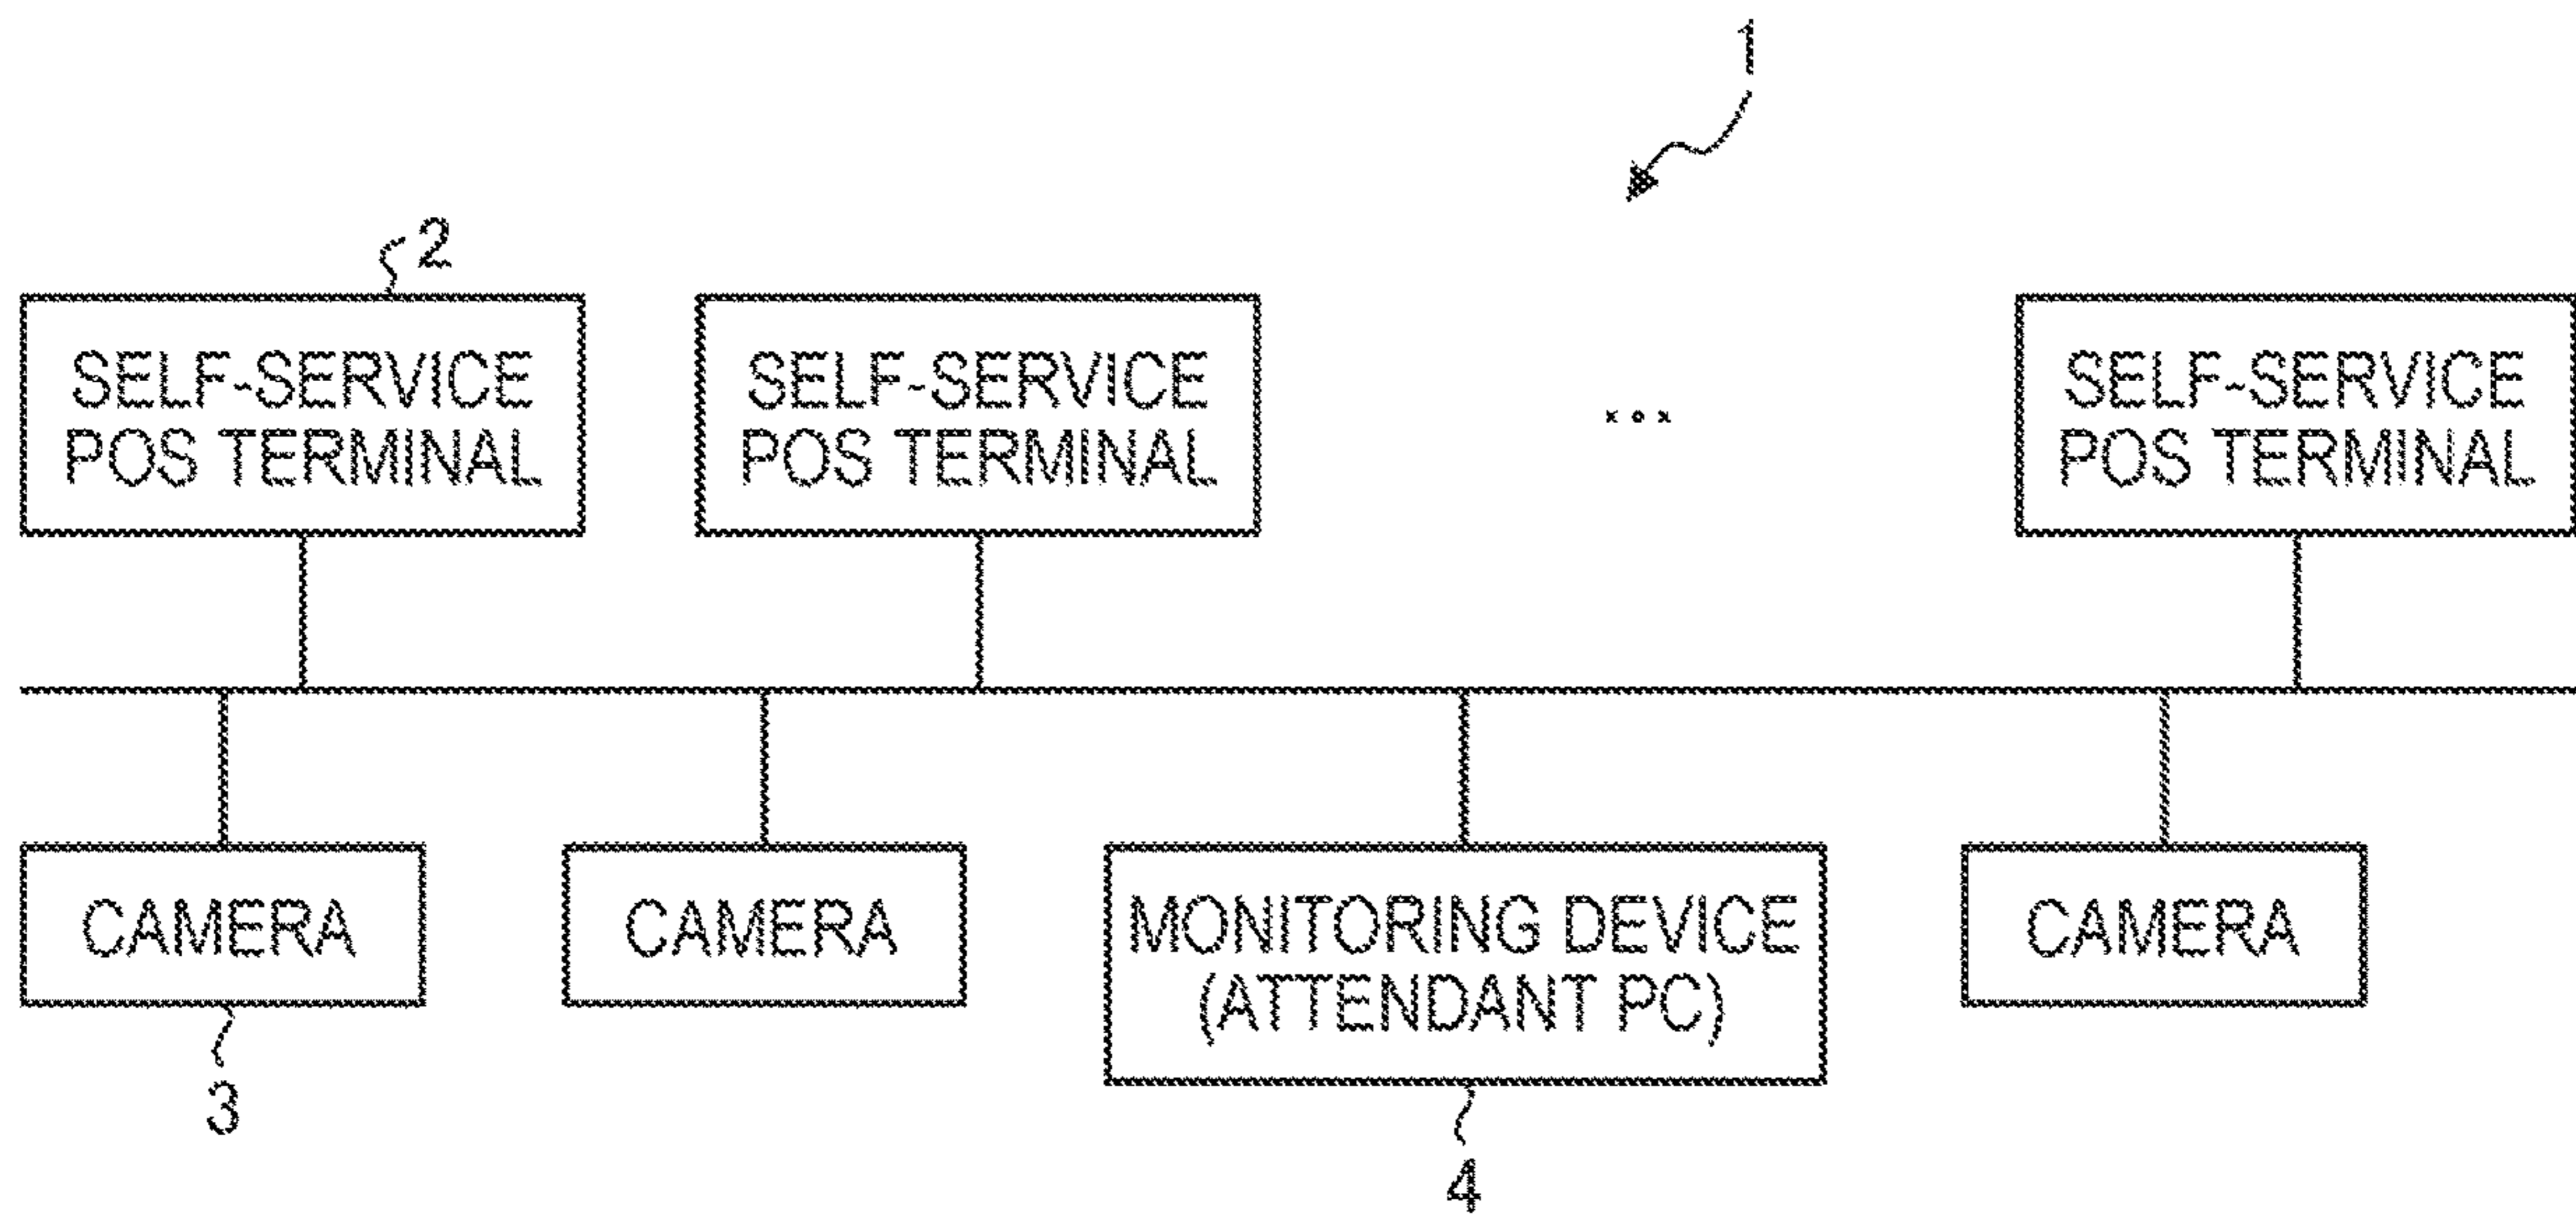 1
2
SELF-SERVICE
POS TERMINAL
SELF-SERVICE
POS TERMINAL
...
SELF-SERVICE
POS TERMINAL
CAMERA
CAMERA
MONITORING DEVICE
(ATTENDANT PC)
CAMERA
3
4